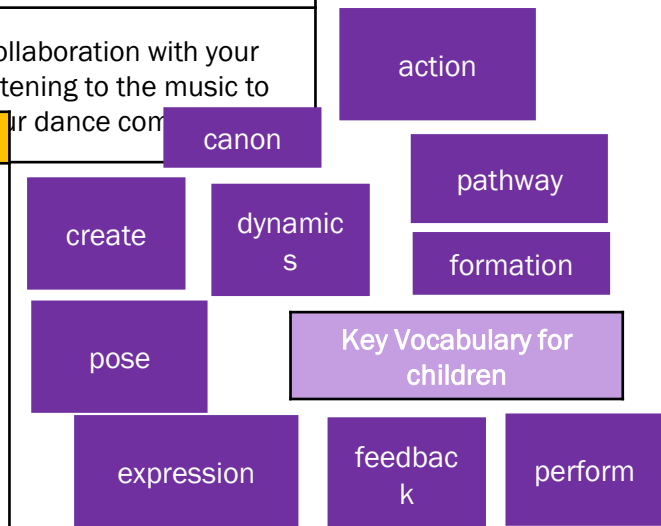 ollaboration with your
tening to the music to
ur dance com
action
canon
pathway
create
dynamic
s
formation
pose
Key Vocabulary for
children
expression
feedbac
k
perform